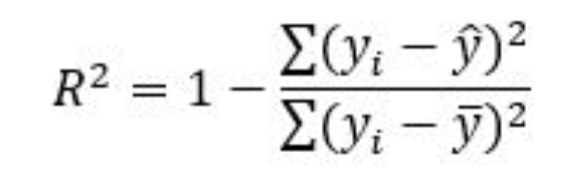 R² = 1 − ∑(yᵢ − ŷ)² / ∑(yᵢ − ȳ)²